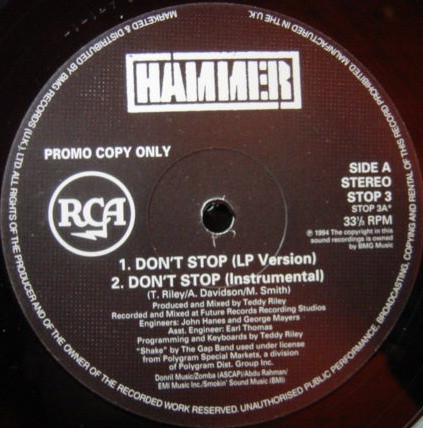 HAMMER
PROMO COPY ONLY
SIDE A
STEREO
STOP 3
STOP 3A*
33⅓ RPM
RCA
℗ 1994 The copyright in this
sound recordings is owned
by BMG Music
1. DON'T STOP (LP Version)
2. DON'T STOP (Instrumental)
(T. Riley/A. Davidson/M. Smith)
Produced and Mixed by Teddy Riley
Recorded and Mixed at Future Records Recording Studios
Engineers: John Hanes and George Mayers
Asst. Engineer: Earl Thomas
Programming and Keyboards by Teddy Riley
"Shake" by The Gap Band used under license
from Polygram Special Markets, a division
of Polygram Dist. Group Inc.
Donril Music/Zomba (ASCAP)/Abdu Rahman/
EMI Music Inc./Smokin' Sound Music (BMI)
MARKETED & DISTRIBUTED BY BMG RECORDS (U.K.) LTD. ALL RIGHTS OF THE PRODUCER AND OF THE OWNER OF THE RECORDED WORK RESERVED. UNAUTHORISED PUBLIC PERFORMANCE, BROADCASTING, COPYING AND RENTAL OF THIS RECORD PROHIBITED. MANUFACTURED IN THE U.K.